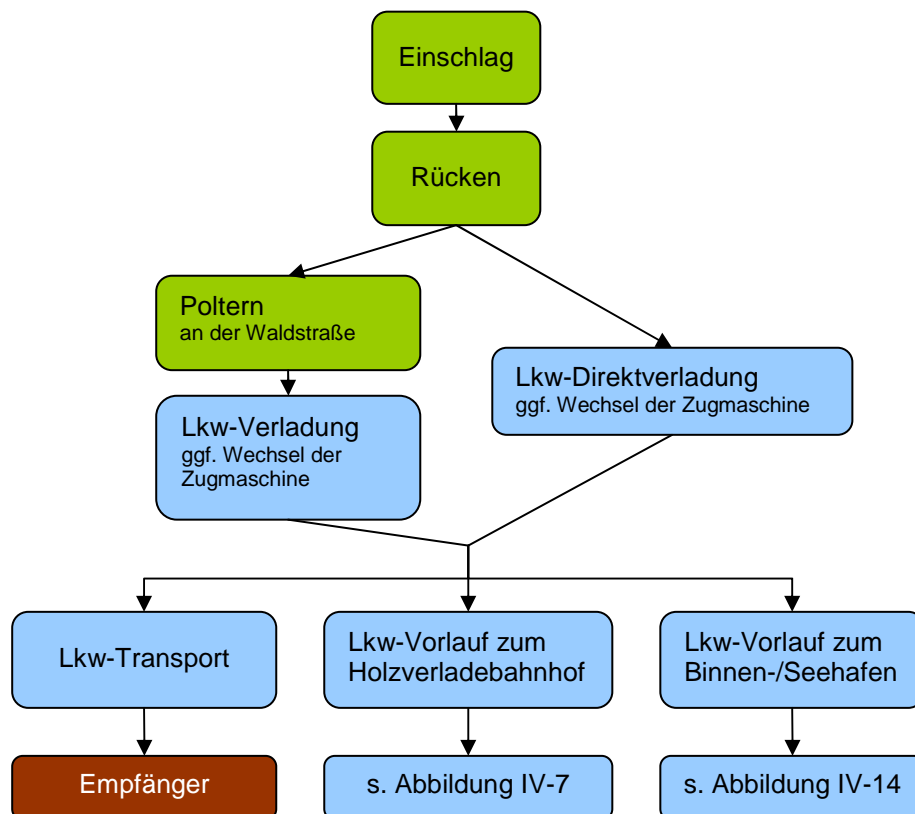 Einschlag
Rücken
Poltern
an der Waldstraße
Lkw-Direktverladung
ggf. Wechsel der Zugmaschine
Lkw-Verladung
ggf. Wechsel der
Zugmaschine
Lkw-Transport
Lkw-Vorlauf zum
Holzverladebahnhof
Lkw-Vorlauf zum
Binnen-/Seehafen
Empfänger
s. Abbildung IV-7
s. Abbildung IV-14